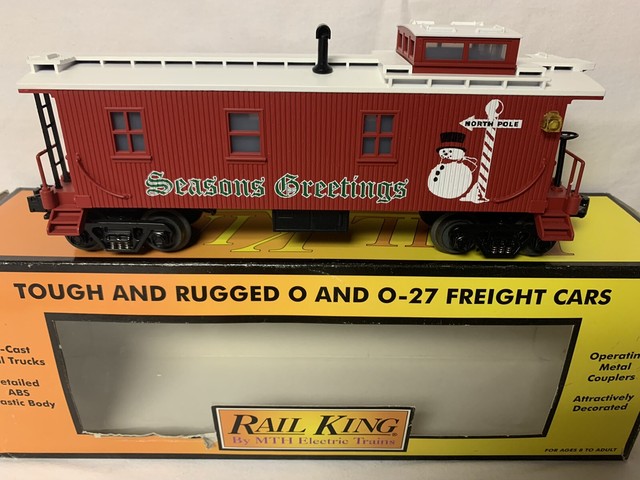 NORTH POLE
Seasons Greetings
TOUGH AND RUGGED O AND O-27 FREIGHT CARS
-Cast
l Trucks
etailed
ABS
astic Body
Operatin
Metal
Couplers
Attractively
Decorated
RAIL KING
By MTH Electric Trains
FOR AGES 8 TO ADULT